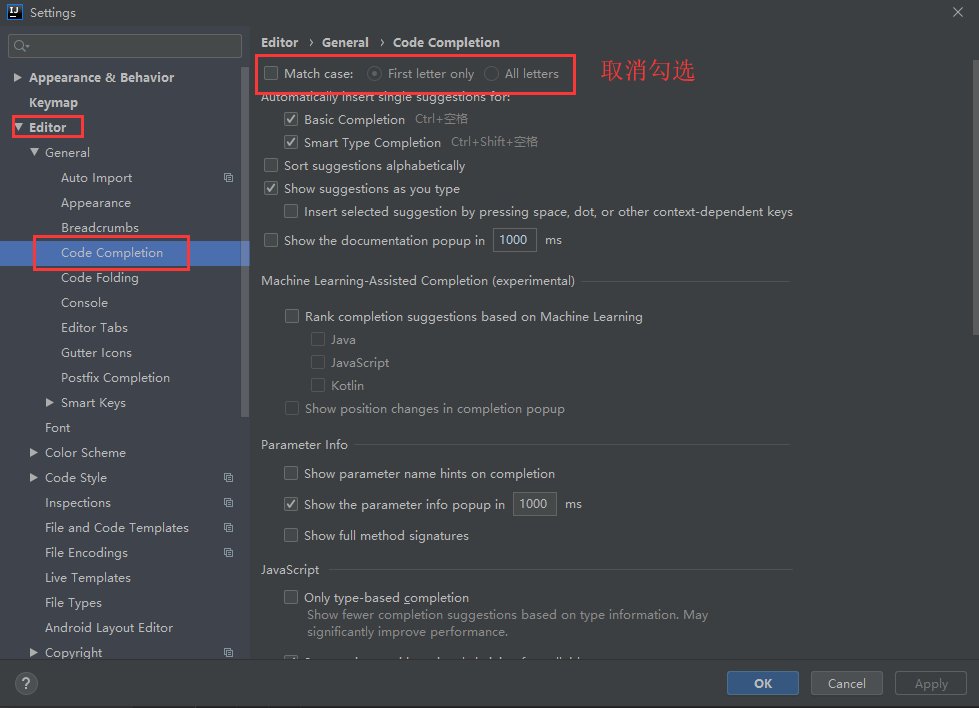 IJ Settings
Appearance & Behavior
Keymap
Editor
General
Auto Import
Appearance
Breadcrumbs
Code Completion
Code Folding
Console
Editor Tabs
Gutter Icons
Postfix Completion
Smart Keys
Font
Color Scheme
Code Style
Inspections
File and Code Templates
File Encodings
Live Templates
File Types
Android Layout Editor
Copyright
Editor › General › Code Completion
Match case: First letter only All letters 取消勾选
Automatically insert single suggestions for:
Basic Completion Ctrl+空格
Smart Type Completion Ctrl+Shift+空格
Sort suggestions alphabetically
Show suggestions as you type
Insert selected suggestion by pressing space, dot, or other context-dependent keys
Show the documentation popup in 1000 ms
Machine Learning-Assisted Completion (experimental)
Rank completion suggestions based on Machine Learning
Java
JavaScript
Kotlin
Show position changes in completion popup
Parameter Info
Show parameter name hints on completion
Show the parameter info popup in 1000 ms
Show full method signatures
JavaScript
Only type-based completion
Show fewer completion suggestions based on type information. May
significantly improve performance.
? OK Cancel Apply